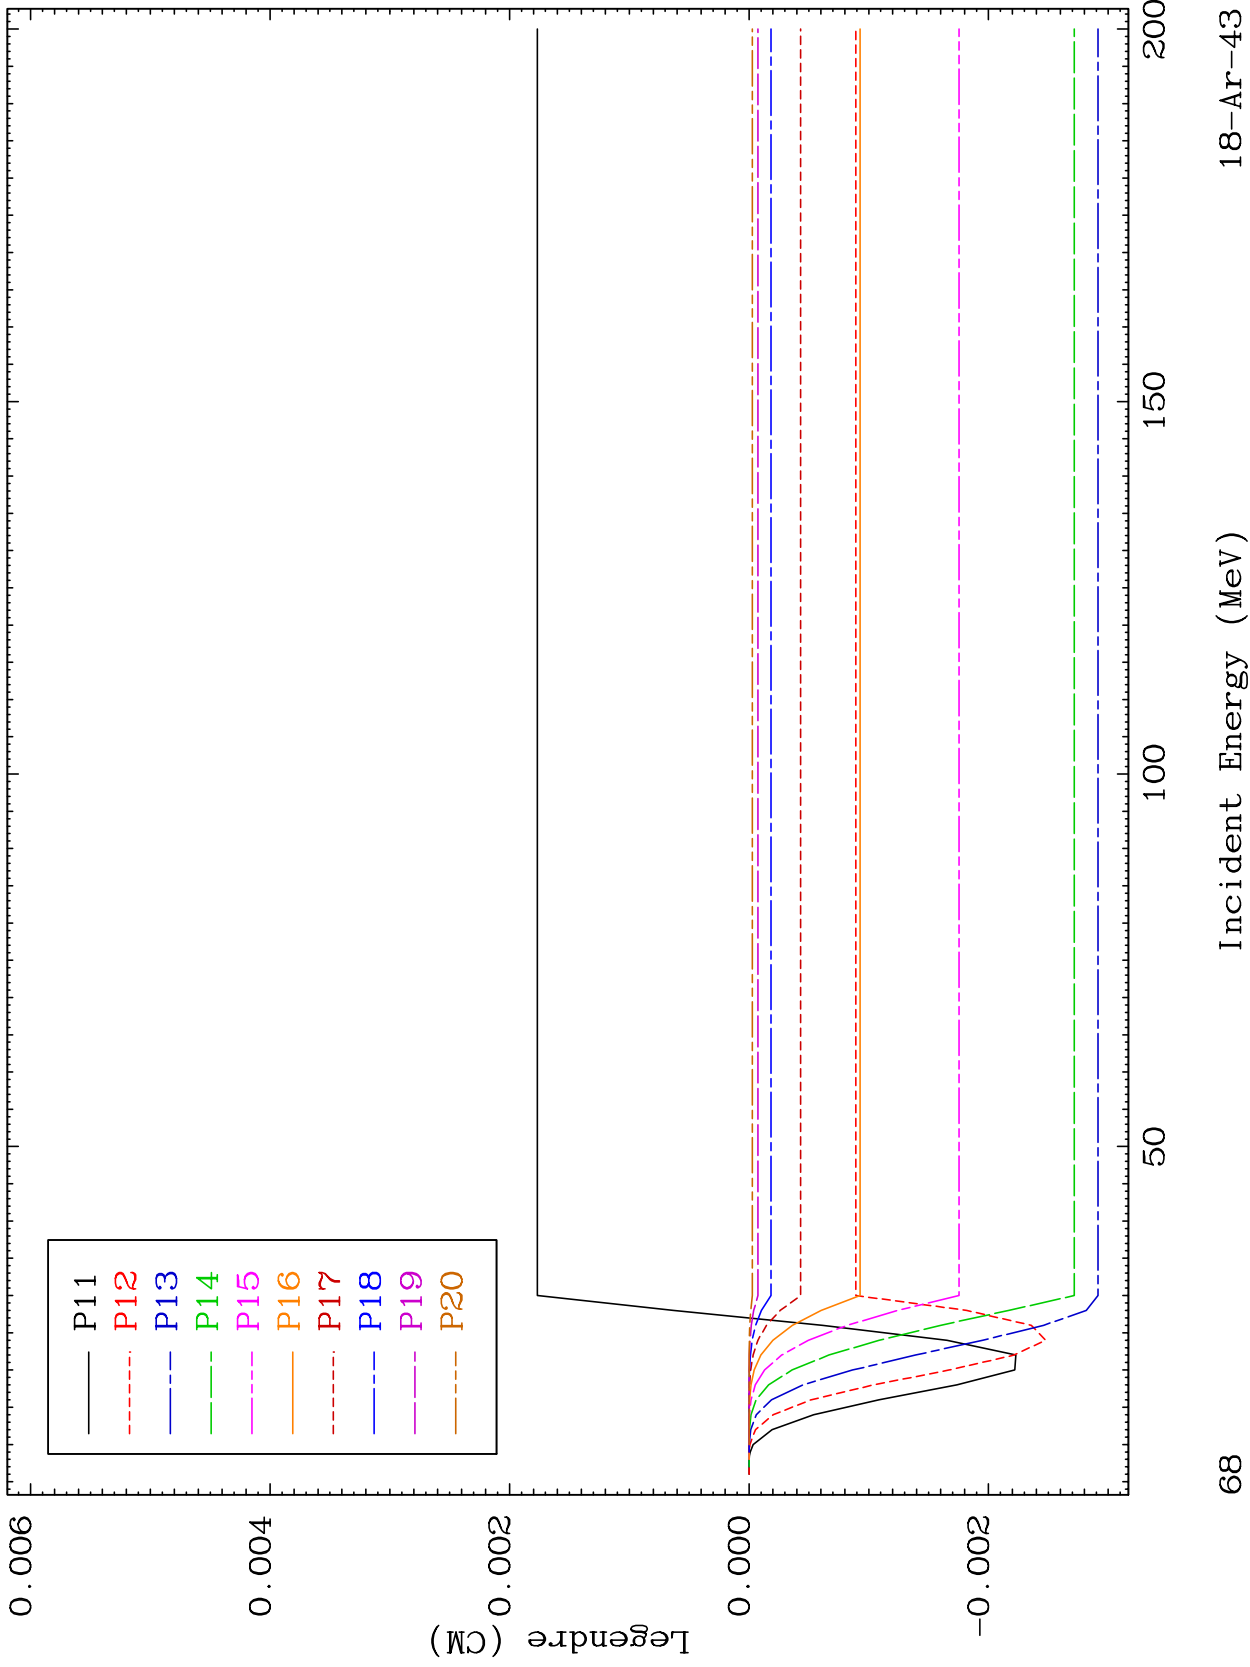 P11
P12
P13
P14
P15
P16
P17
P18
P19
P20
0.006
0.004
0.002
0.000
-0.002
Legendre (CM)
50
100
150
200
Incident Energy (MeV)
68
18-Ar-43